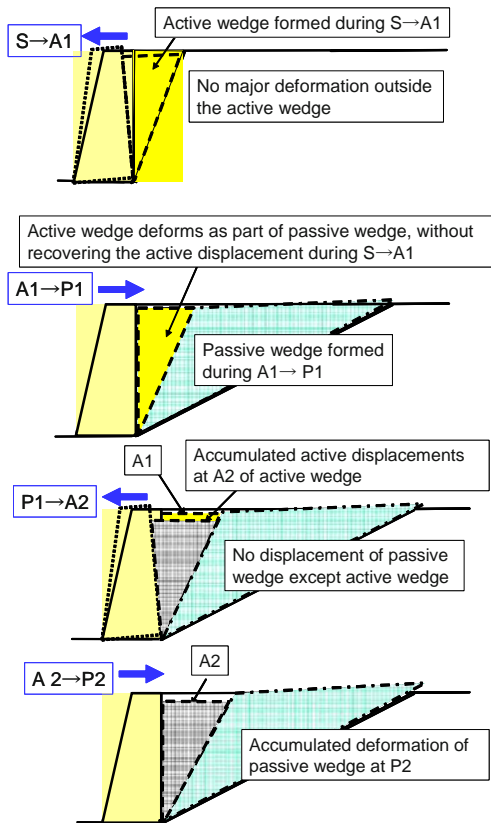 Active wedge formed during S→A1
S→A1
No major deformation outside
the active wedge
Active wedge deforms as part of passive wedge, without
recovering the active displacement during S→A1
A1→P1
Passive wedge formed
during A1→ P1
A1
Accumulated active displacements
at A2 of active wedge
P1→A2
No displacement of passive
wedge except active wedge
A2
A 2→P2
Accumulated deformation of
passive wedge at P2